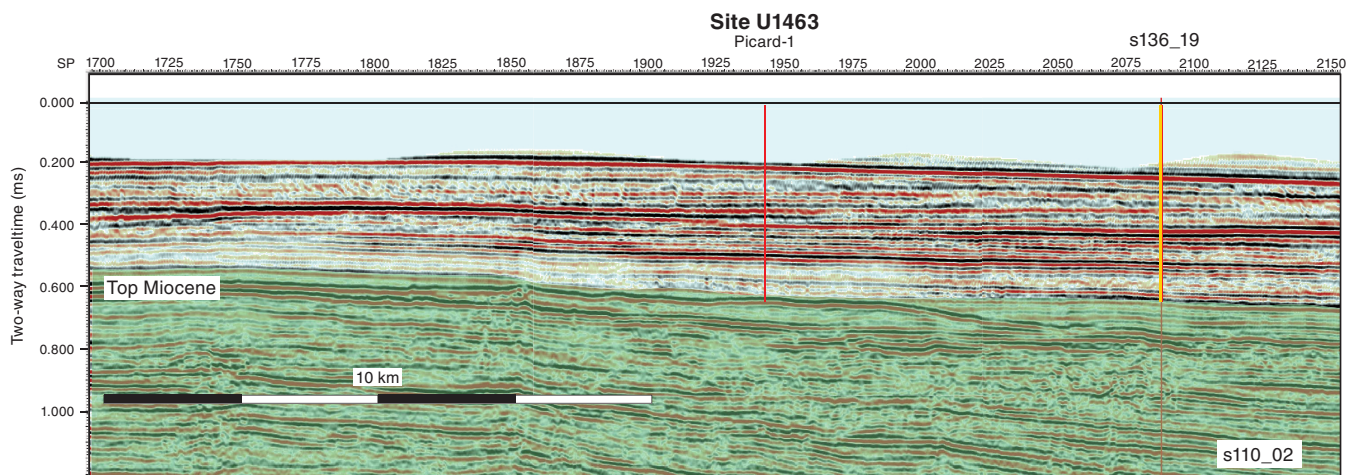 Site U1463
Picard-1
s136_19
SP 1700 1725 1750 1775 1800 1825 1850 1875 1900 1925 1950 1975 2000 2025 2050 2075 2100 2125 2150
0.000
0.200
0.400
0.600
0.800
1.000
Two-way traveltime (ms)
Top Miocene
10 km
s110_02